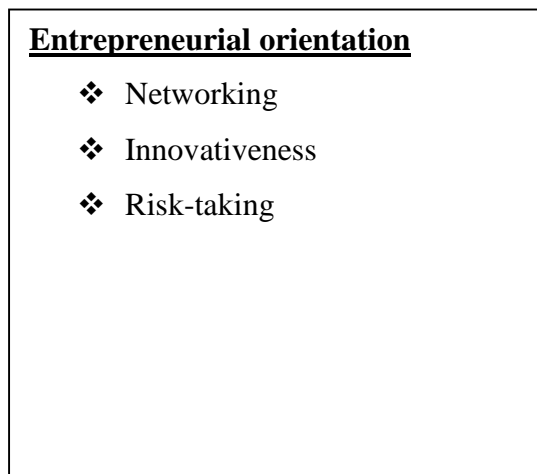 Entrepreneurial orientation
❖ Networking
❖ Innovativeness
❖ Risk-taking